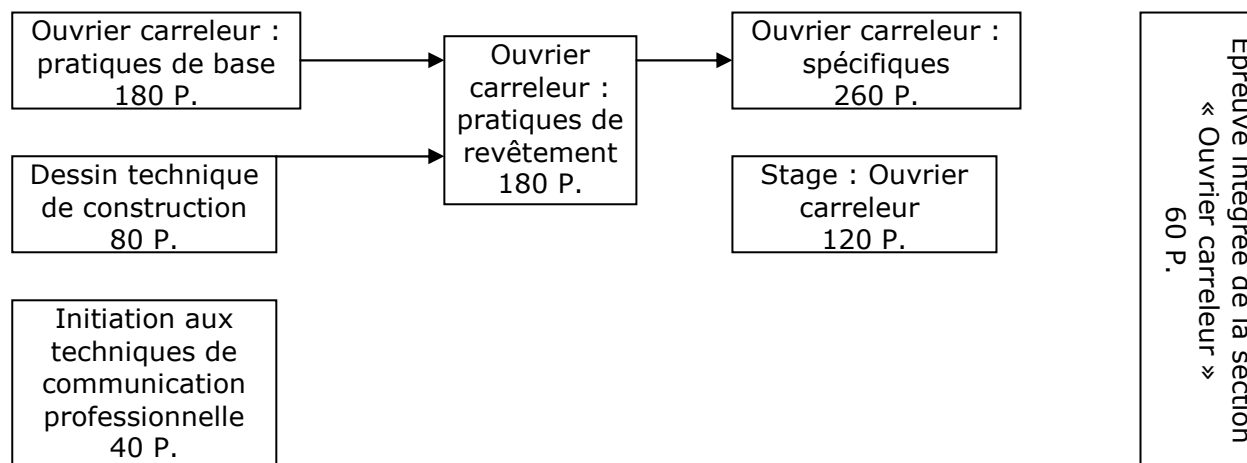 Ouvrier carreleur :
pratiques de base
180 P.
Dessin technique
de construction
80 P.
Initiation aux
techniques de
communication
professionnelle
40 P.
Ouvrier
carreleur :
pratiques de
revêtement
180 P.
Ouvrier carreleur :
spécifiques
260 P.
Stage : Ouvrier
carreleur
120 P.
Epreuve intégrée de la section
« Ouvrier carreleur »
60 P.